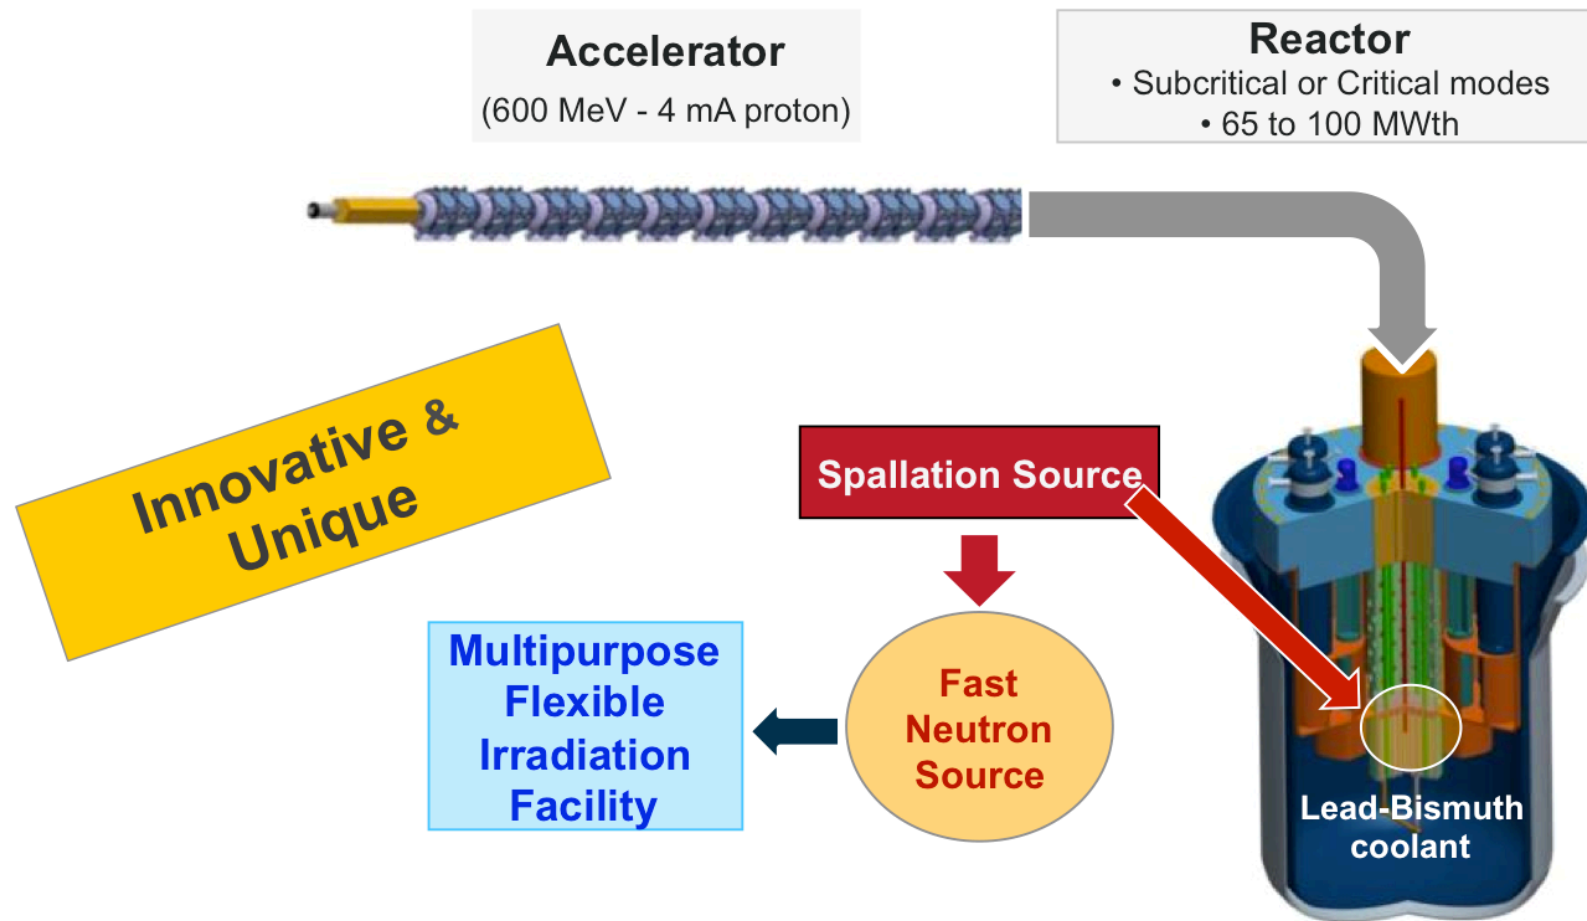 Accelerator
(600 MeV - 4 mA proton)
Reactor
• Subcritical or Critical modes
• 65 to 100 MWth
Innovative &
Unique
Spallation Source
Multipurpose
Flexible
Irradiation
Facility
Fast
Neutron
Source
Lead-Bismuth
coolant